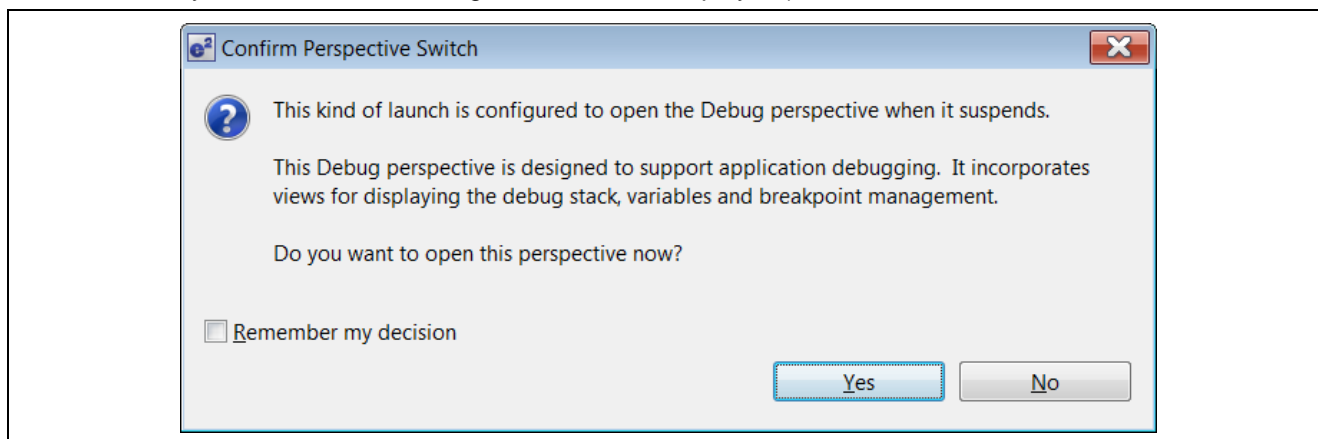 e² Confirm Perspective Switch
This kind of launch is configured to open the Debug perspective when it suspends.
This Debug perspective is designed to support application debugging.  It incorporates
views for displaying the debug stack, variables and breakpoint management.
Do you want to open this perspective now?
Remember my decision
Yes No